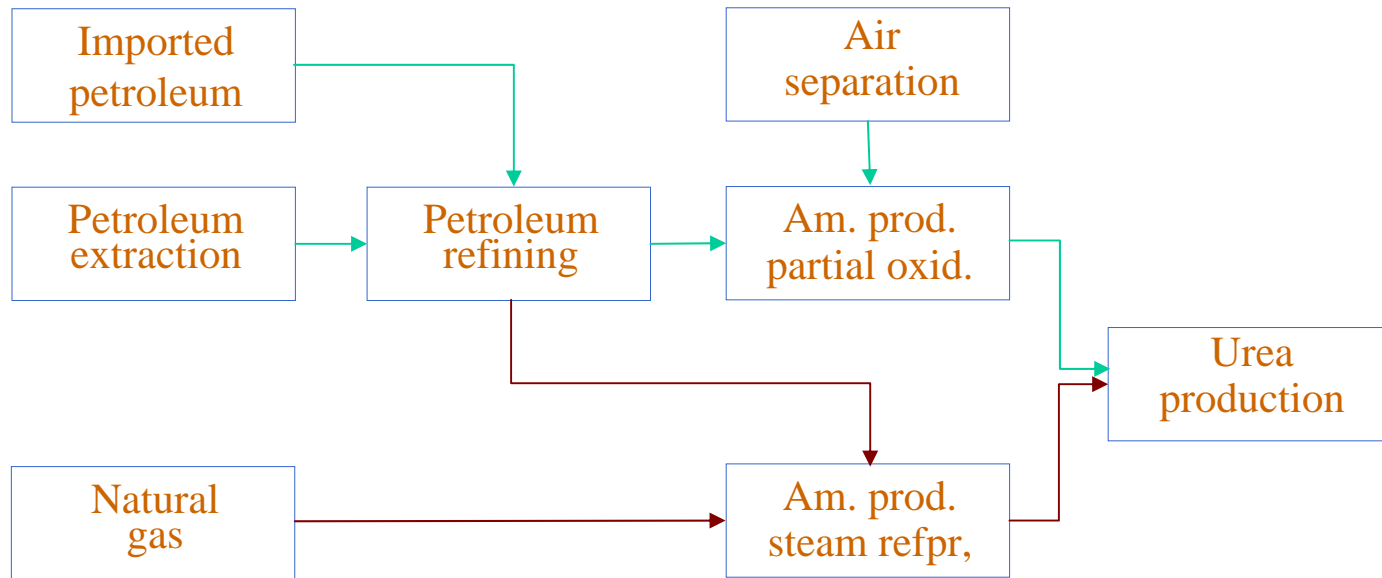 Imported
petroleum
Air
separation
Petroleum
extraction
Petroleum
refining
Am. prod.
partial oxid.
Urea
production
Natural
gas
Am. prod.
steam refpr,